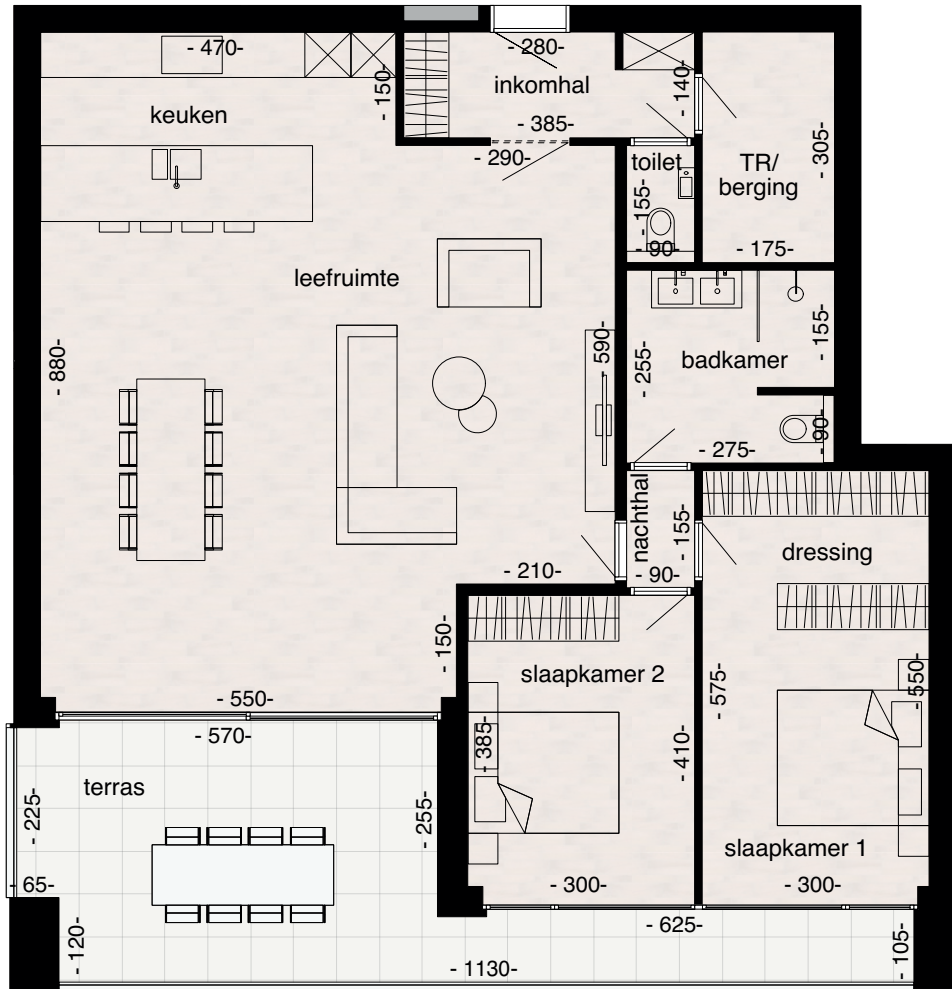 - 470-
- 280-
inkomhal
- 150-
- 140-
keuken
- 385-
- 290-
toilet
TR/
berging
- 305-
- 155-
- 90-
- 175-
leefruimte
- 155-
- 880-
- 590-
- 255-
badkamer
- 90-
- 275-
nachthal
- 155-
dressing
- 210-
- 90-
- 150-
slaapkamer 2
- 575-
- 550-
- 550-
- 570-
- 385-
- 410-
terras
- 225-
- 255-
slaapkamer 1
- 65-
- 300-
- 300-
- 625-
- 120-
- 105-
- 1130-